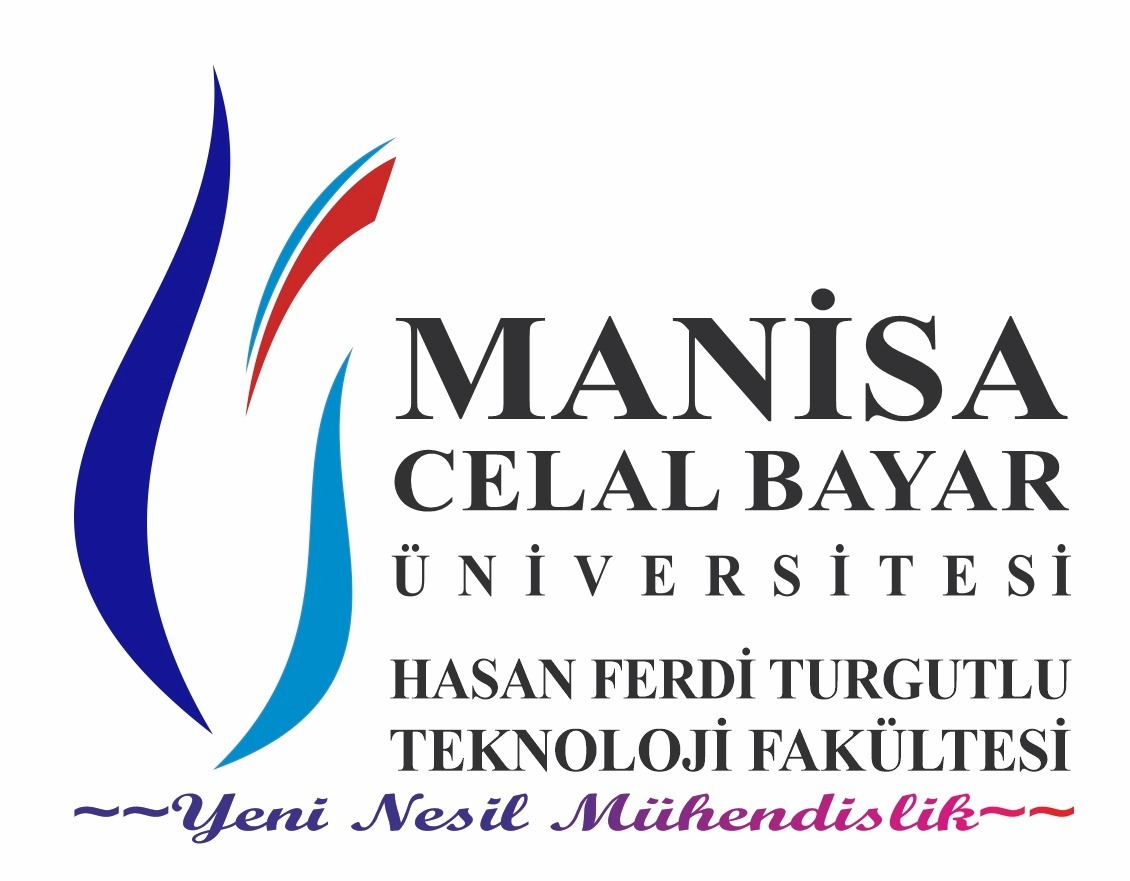 MANİSA
CELAL BAYAR
ÜNİVERSİTESİ
HASAN FERDİ TURGUTLU
TEKNOLOJİ FAKÜLTESİ
~~Yeni Nesil Mühendislik~~